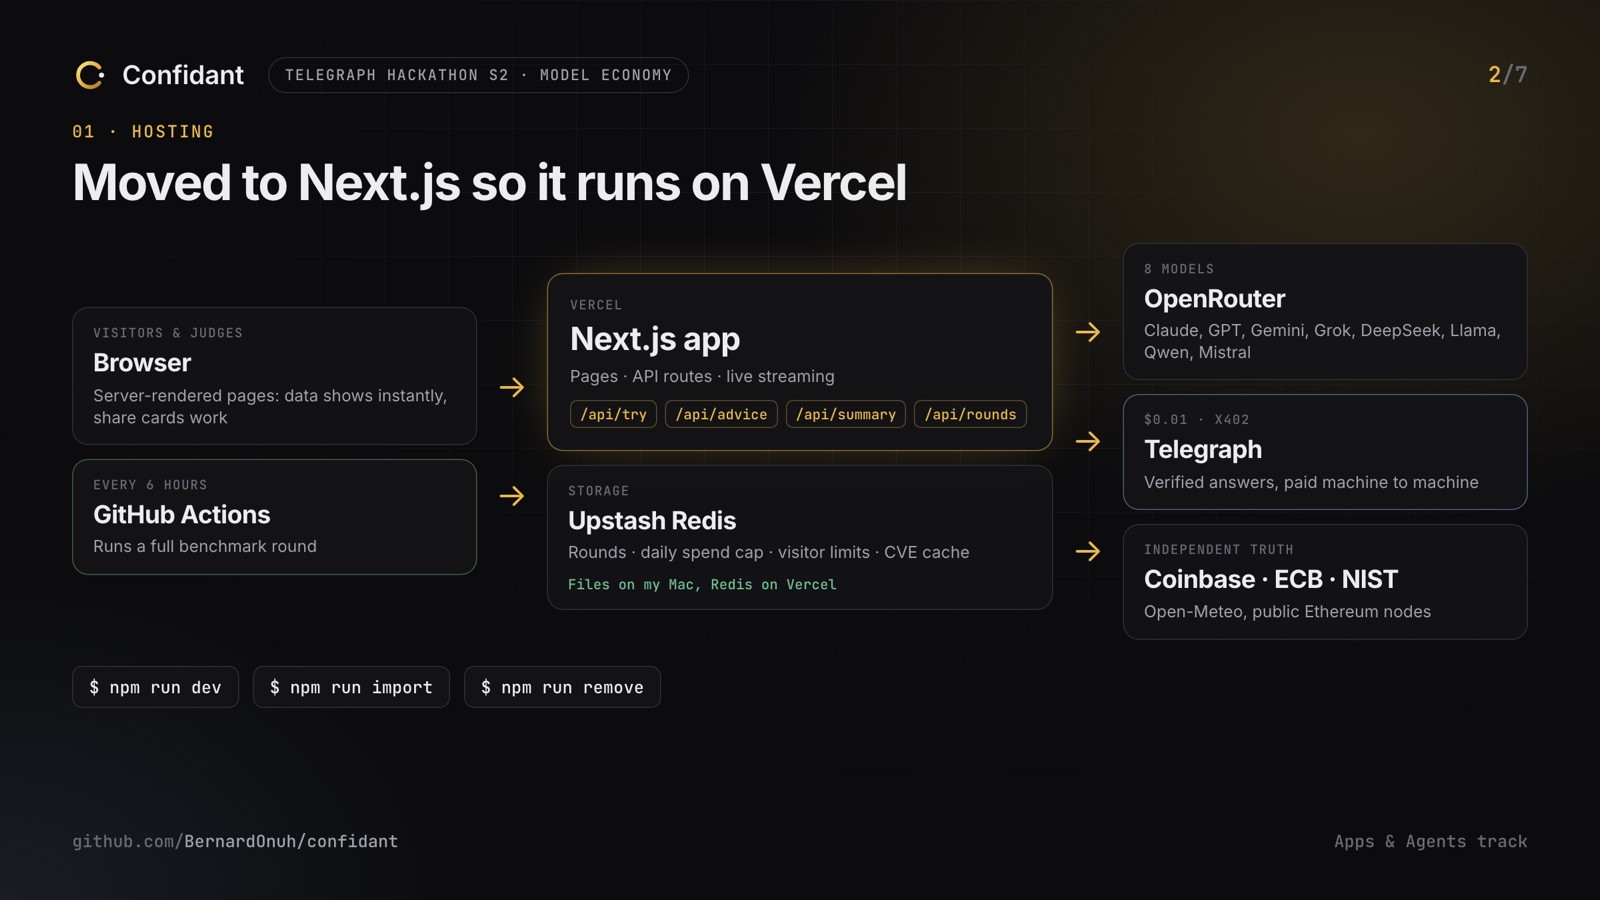 Confidant
TELEGRAPH HACKATHON S2 · MODEL ECONOMY
2/7
01 · HOSTING
Moved to Next.js so it runs on Vercel
VISITORS & JUDGES
Browser
Server-rendered pages: data shows instantly,
share cards work
EVERY 6 HOURS
GitHub Actions
Runs a full benchmark round
VERCEL
Next.js app
Pages · API routes · live streaming
/api/try
/api/advice
/api/summary
/api/rounds
STORAGE
Upstash Redis
Rounds · daily spend cap · visitor limits · CVE cache
Files on my Mac, Redis on Vercel
8 MODELS
OpenRouter
Claude, GPT, Gemini, Grok, DeepSeek, Llama,
Qwen, Mistral
$0.01 · X402
Telegraph
Verified answers, paid machine to machine
INDEPENDENT TRUTH
Coinbase · ECB · NIST
Open-Meteo, public Ethereum nodes
$ npm run dev
$ npm run import
$ npm run remove
github.com/BernardOnuh/confidant
Apps & Agents track